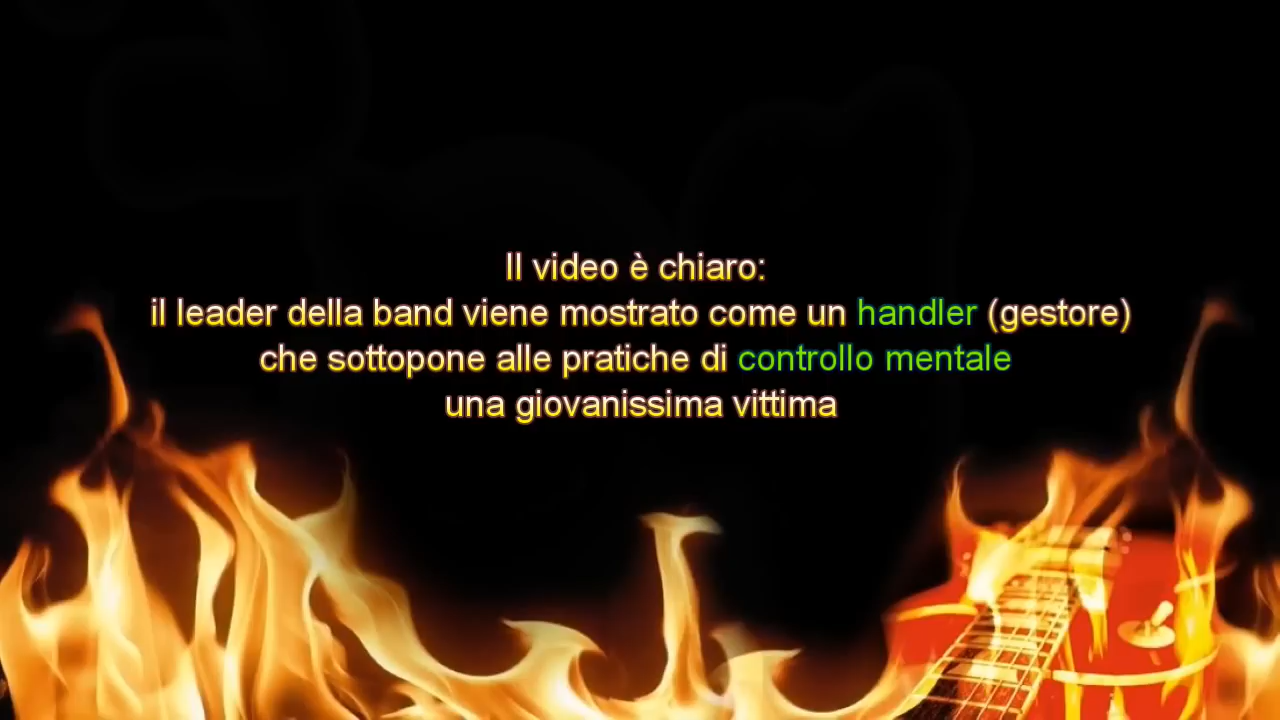 Il video è chiaro:
il leader della band viene mostrato come un handler (gestore)
che sottopone alle pratiche di controllo mentale
una giovanissima vittima